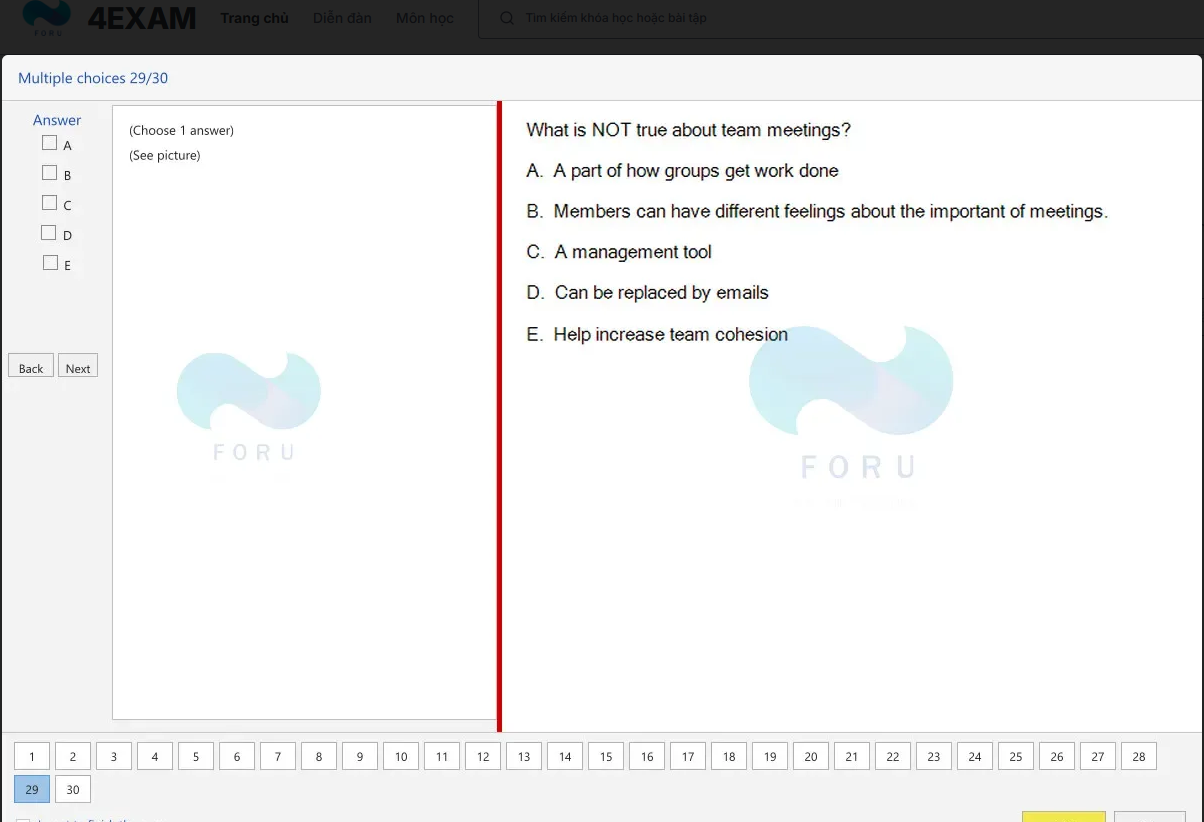 FORU
4EXAM
Trang chủ
Diễn đàn
Môn học
Tìm kiếm khóa học hoặc bài tập
Multiple choices 29/30
Answer
A
B
C
D
E
Back
Next
(Choose 1 answer)
(See picture)
FORU
What is NOT true about team meetings?
A. A part of how groups get work done
B. Members can have different feelings about the important of meetings.
C. A management tool
D. Can be replaced by emails
E. Help increase team cohesion
FORU
1 2 3 4 5 6 7 8 9 10 11 12 13 14 15 16 17 18 19 20 21 22 23 24 25 26 27 28
29 30